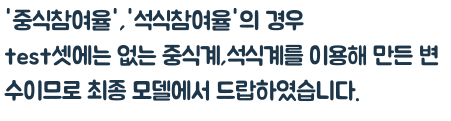 '중식참여율','석식참여율'의 경우
test셋에는 없는 중식계,석식계를 이용해 만든 변
수이므로 최종 모델에서 드랍하였습니다.